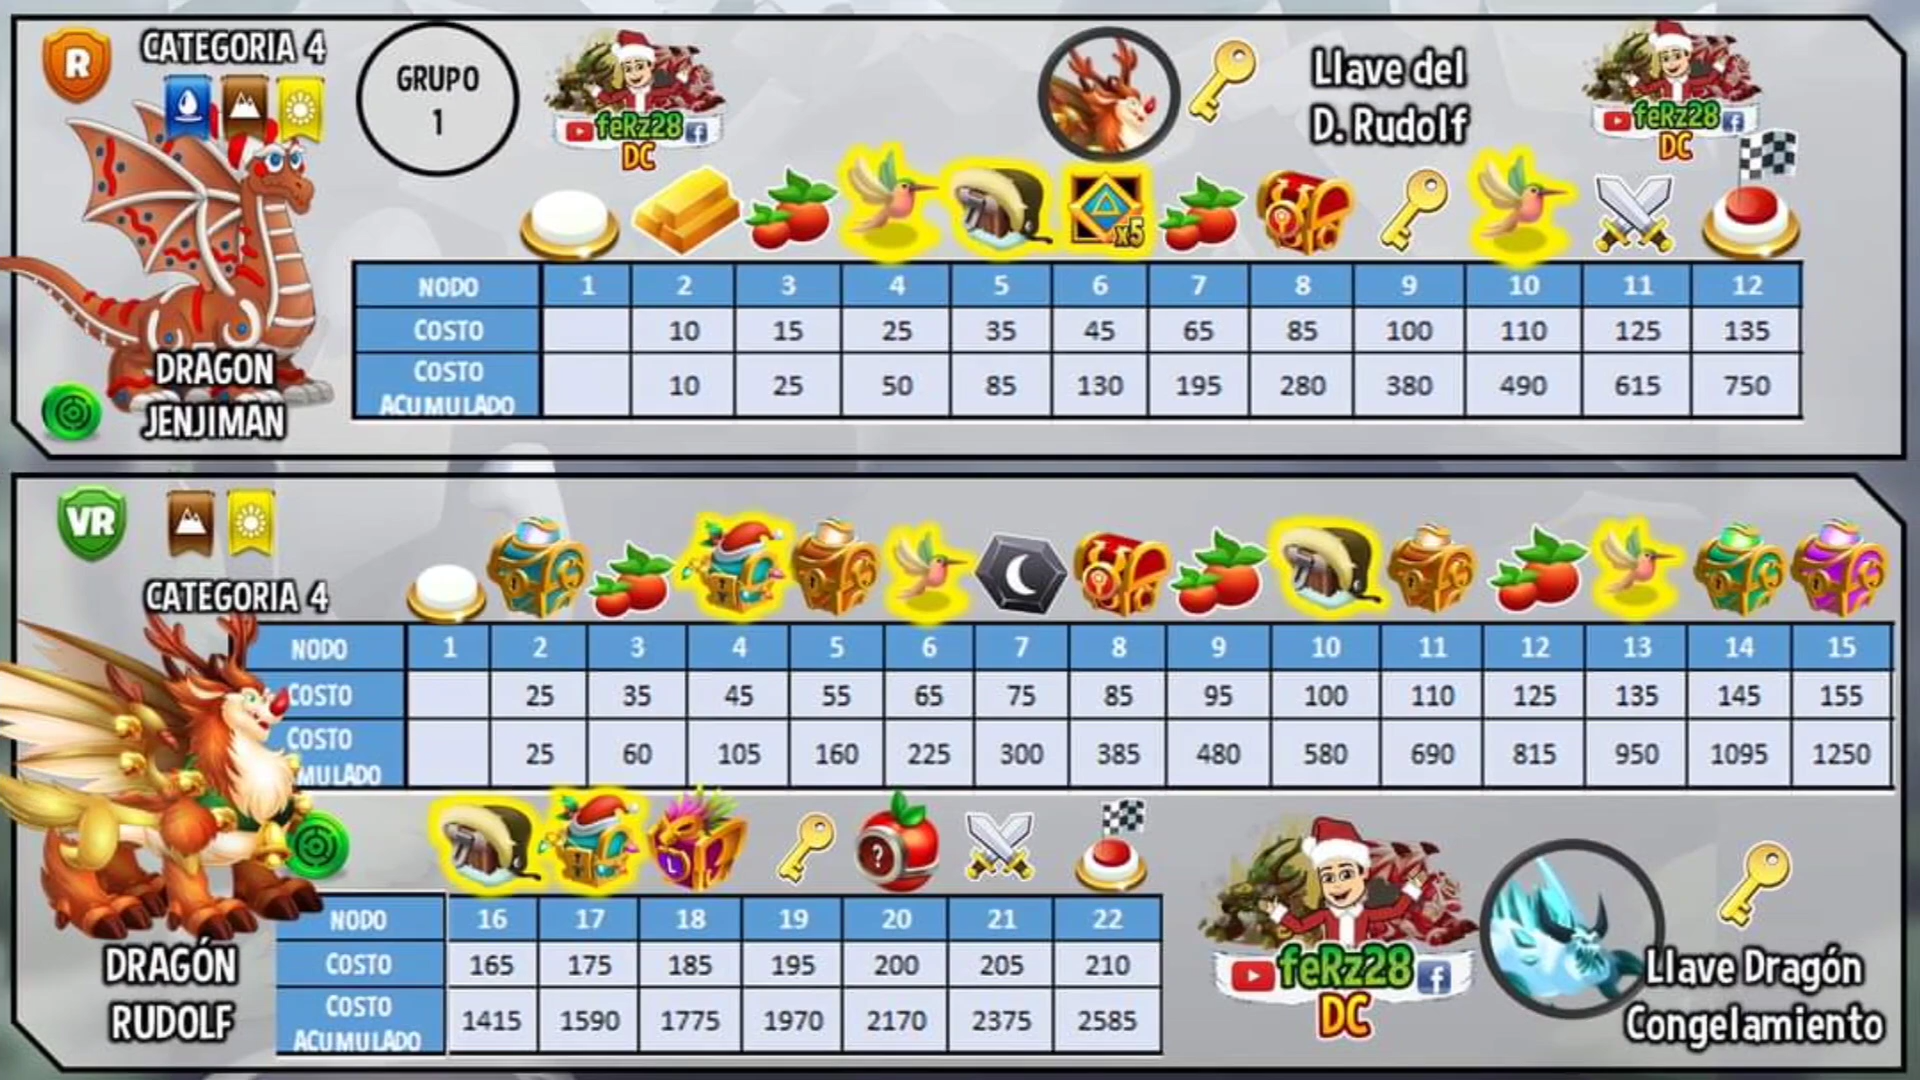 R
CATEGORIA 4
GRUPO
1
feRz28
DC
Llave del
D. Rudolf
feRz28
DC
x5
NODO 1 2 3 4 5 6 7 8 9 10 11 12
COSTO 10 15 25 35 45 65 85 100 110 125 135
COSTO
ACUMULADO 10 25 50 85 130 195 280 380 490 615 750
DRAGON
JENJIMAN
VR
CATEGORIA 4
NODO 1 2 3 4 5 6 7 8 9 10 11 12 13 14 15
COSTO 25 35 45 55 65 75 85 95 100 110 125 135 145 155
COSTO
MULADO 25 60 105 160 225 300 385 480 580 690 815 950 1095 1250
L
?
NODO 16 17 18 19 20 21 22
COSTO 165 175 185 195 200 205 210
COSTO
ACUMULADO 1415 1590 1775 1970 2170 2375 2585
DRAGÓN
RUDOLF
feRz28
DC
Llave Dragón
Congelamiento